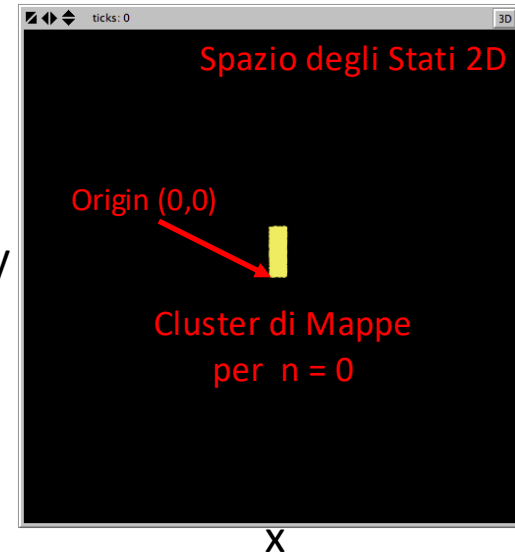 ticks: 0
3D
Spazio degli Stati 2D
Origin (0,0)
y
Cluster di Mappe
per n = 0
x